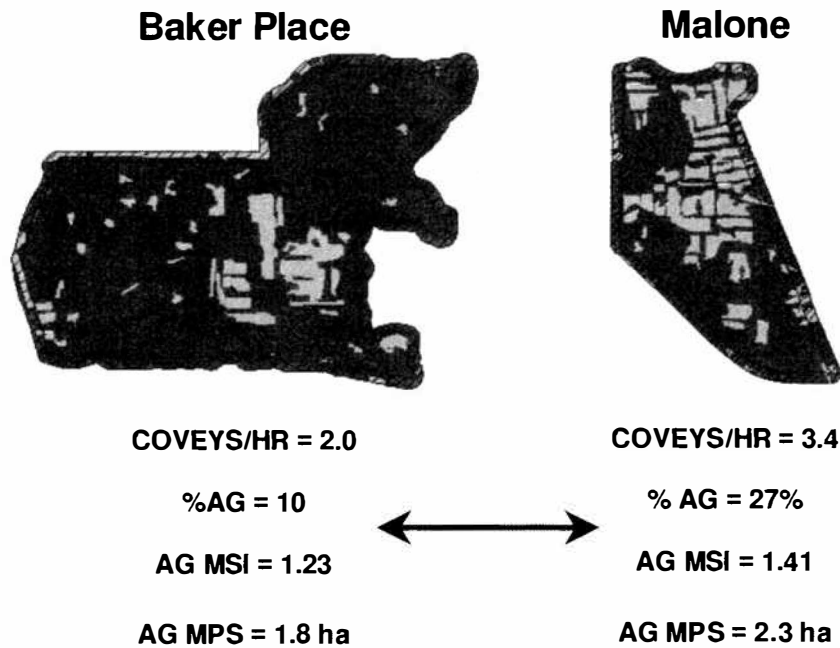 Baker Place
Malone
COVEYS/HR = 2.0
COVEYS/HR = 3.4
%AG = 10
% AG = 27%
AG MSI = 1.23
AG MSI = 1.41
AG MPS = 1.8 ha
AG MPS = 2.3 ha